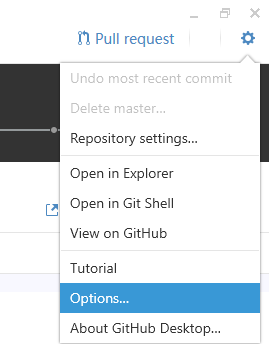 Pull request
Undo most recent commit
Delete master...
Repository settings...
Open in Explorer
Open in Git Shell
View on GitHub
Tutorial
Options...
About GitHub Desktop...